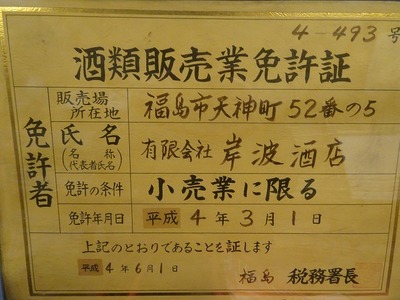 4-493号
酒類販売業免許証
免許者
販売場所在地 福島市天神町52番の5
氏名
(名称)
(代表者氏名)
有限会社 岸波酒店
免許の条件 小売業に限る
免許年月日 平成4年3月1日
上記のとおりであることを証します
平成4年6月1日
福島 税務署長